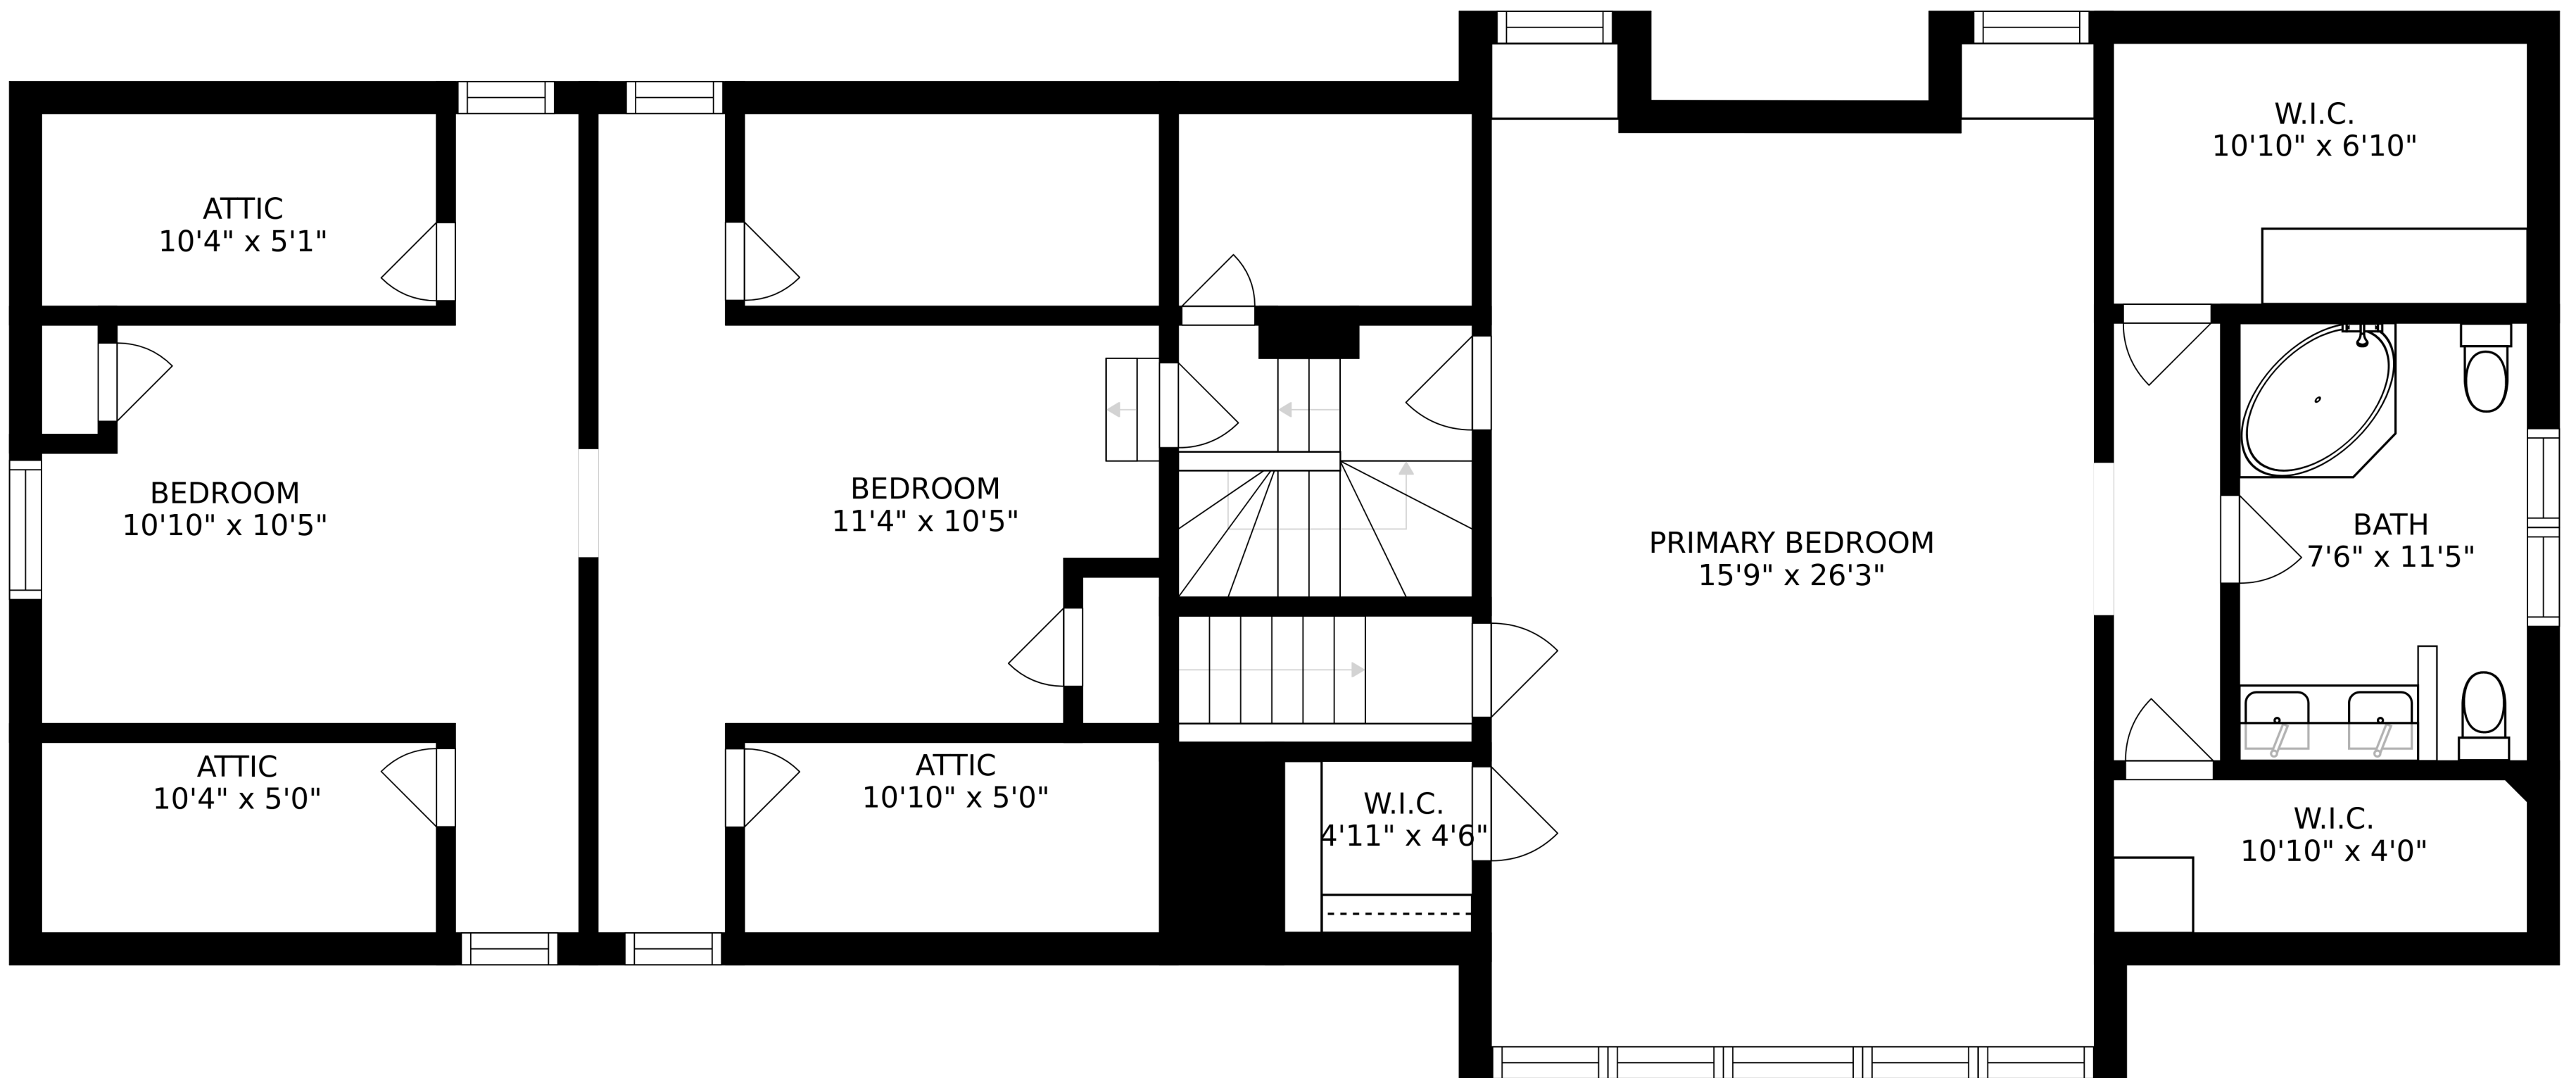 ATTIC
10'4" x 5'1"
BEDROOM
10'10" x 10'5"
ATTIC
10'4" x 5'0"
BEDROOM
11'4" x 10'5"
ATTIC
10'10" x 5'0"
W.I.C.
4'11" x 4'6"
PRIMARY BEDROOM
15'9" x 26'3"
W.I.C.
10'10" x 6'10"
BATH
7'6" x 11'5"
W.I.C.
10'10" x 4'0"